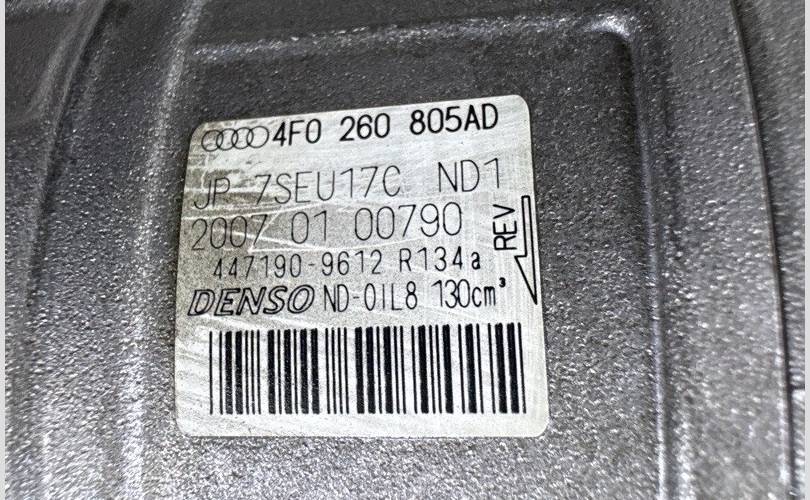 4F0 260 805AD
JP 7SEU17C ND1
2007 01 00790
447190-9612 R134a
DENSO ND-OIL8 130cm³
REV